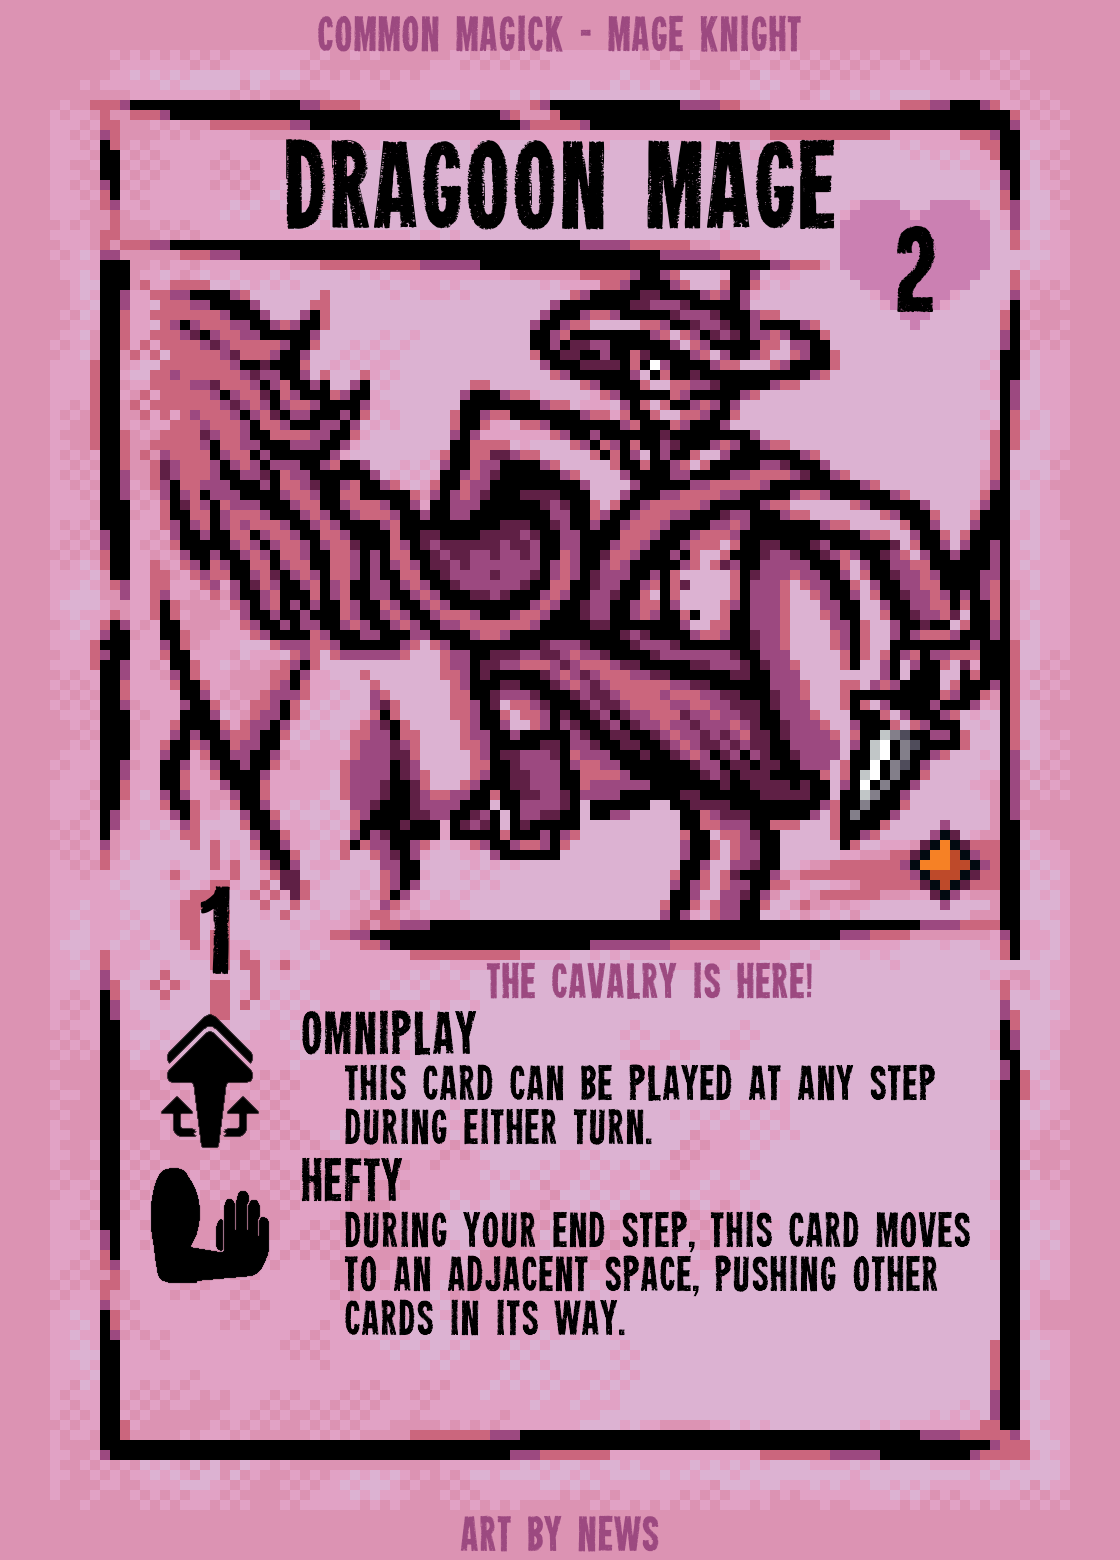 COMMON MAGICK - MAGE KNIGHT
DRAGOON MAGE
2
1
THE CAVALRY IS HERE!
OMNIPLAY
THIS CARD CAN BE PLAYED AT ANY STEP
DURING EITHER TURN.
HEFTY
DURING YOUR END STEP, THIS CARD MOVES
TO AN ADJACENT SPACE, PUSHING OTHER
CARDS IN ITS WAY.
ART BY NEWS